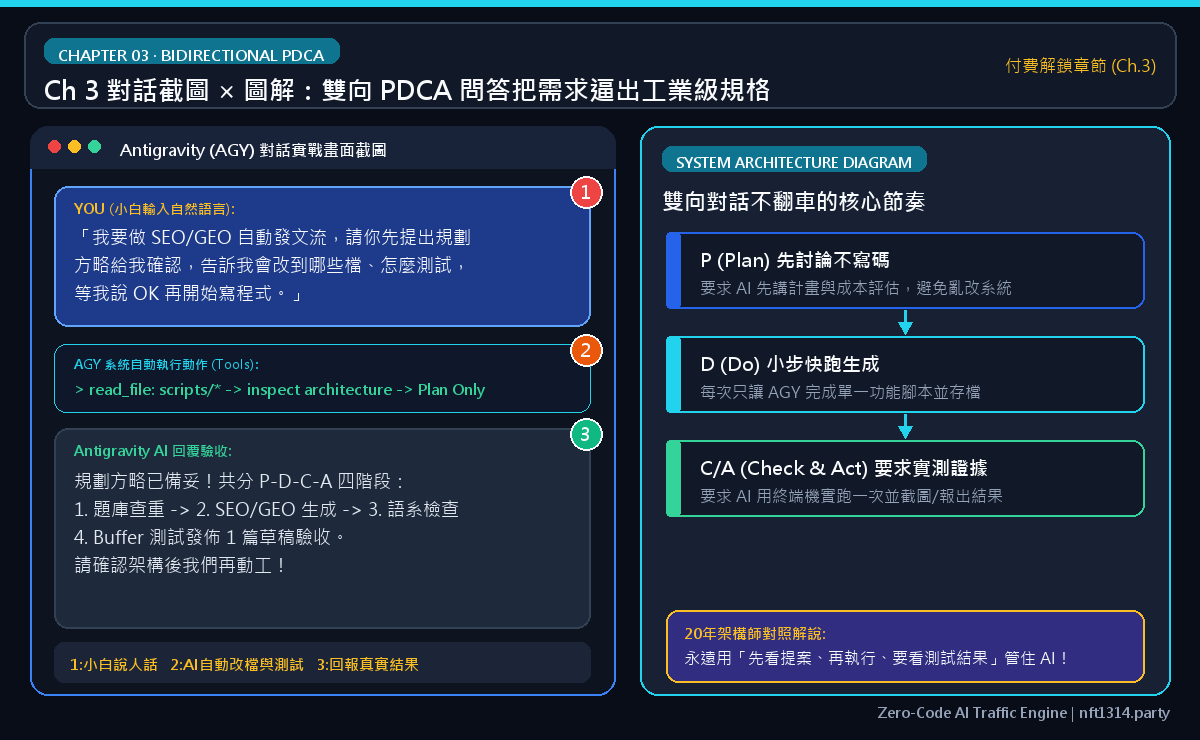 CHAPTER 03 · BIDIRECTIONAL PDCA
Ch 3 對話截圖 × 圖解：雙向 PDCA 問答把需求逼出工業級規格
付費解鎖章節 (Ch.3)
Antigravity (AGY) 對話實戰畫面截圖
1
YOU (小白輸入自然語言):
「我要做 SEO/GEO 自動發文流，請你先提出規劃
方略給我確認，告訴我會改到哪些檔、怎麼測試，
等我說 OK 再開始寫程式。」
2
AGY 系統自動執行動作 (Tools):
> read_file: scripts/* -> inspect architecture -> Plan Only
3
Antigravity AI 回覆驗收:
規劃方略已備妥！共分 P-D-C-A 四階段：
1. 題庫查重 -> 2. SEO/GEO 生成 -> 3. 語系檢查
4. Buffer 測試發佈 1 篇草稿驗收。
請確認架構後我們再動工！
1:小白說人話 2:AI自動改檔與測試 3:回報真實結果
SYSTEM ARCHITECTURE DIAGRAM
雙向對話不翻車的核心節奏
P (Plan) 先討論不寫碼
要求 AI 先講計畫與成本評估，避免亂改系統
D (Do) 小步快跑生成
每次只讓 AGY 完成單一功能腳本並存檔
C/A (Check & Act) 要求實測證據
要求 AI 用終端機實跑一次並截圖/報出結果
20年架構師對照解說:
永遠用「先看提案、再執行、要看測試結果」管住 AI！
Zero-Code AI Traffic Engine | nft1314.party